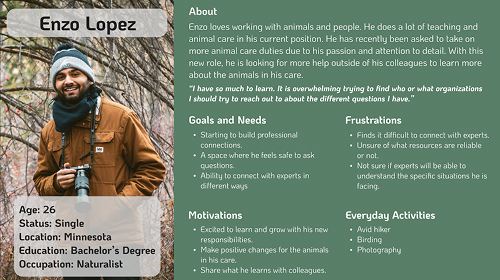 Enzo Lopez
Age: 26
Status: Single
Location: Minnesota
Education: Bachelor's Degree
Occupation: Naturalist
About
Enzo loves working with animals and people. He does a lot of teaching and
animal care in his current position. He has recently been asked to take on
more animal care duties due to his passion and attention to detail. With this
new role, he is looking for more help outside of his colleagues to learn more
about the animals in his care.
"I have so much to learn. It is overwhelming trying to find who or what organizations
I should try to reach out to about the different questions I have."
Goals and Needs
• Starting to build professional
connections.
• A space where he feels safe to ask
questions.
• Ability to connect with experts in
different ways
Frustrations
• Finds it difficult to connect with experts.
• Unsure of what resources are reliable
or not.
• Not sure if experts will be able to
understand the specific situations he is
facing.
Motivations
• Excited to learn and grow with his new
responsibilities.
• Make positive changes for the animals
in his care.
• Share what he learns with colleagues.
Everyday Activities
• Avid hiker
• Birding
• Photography